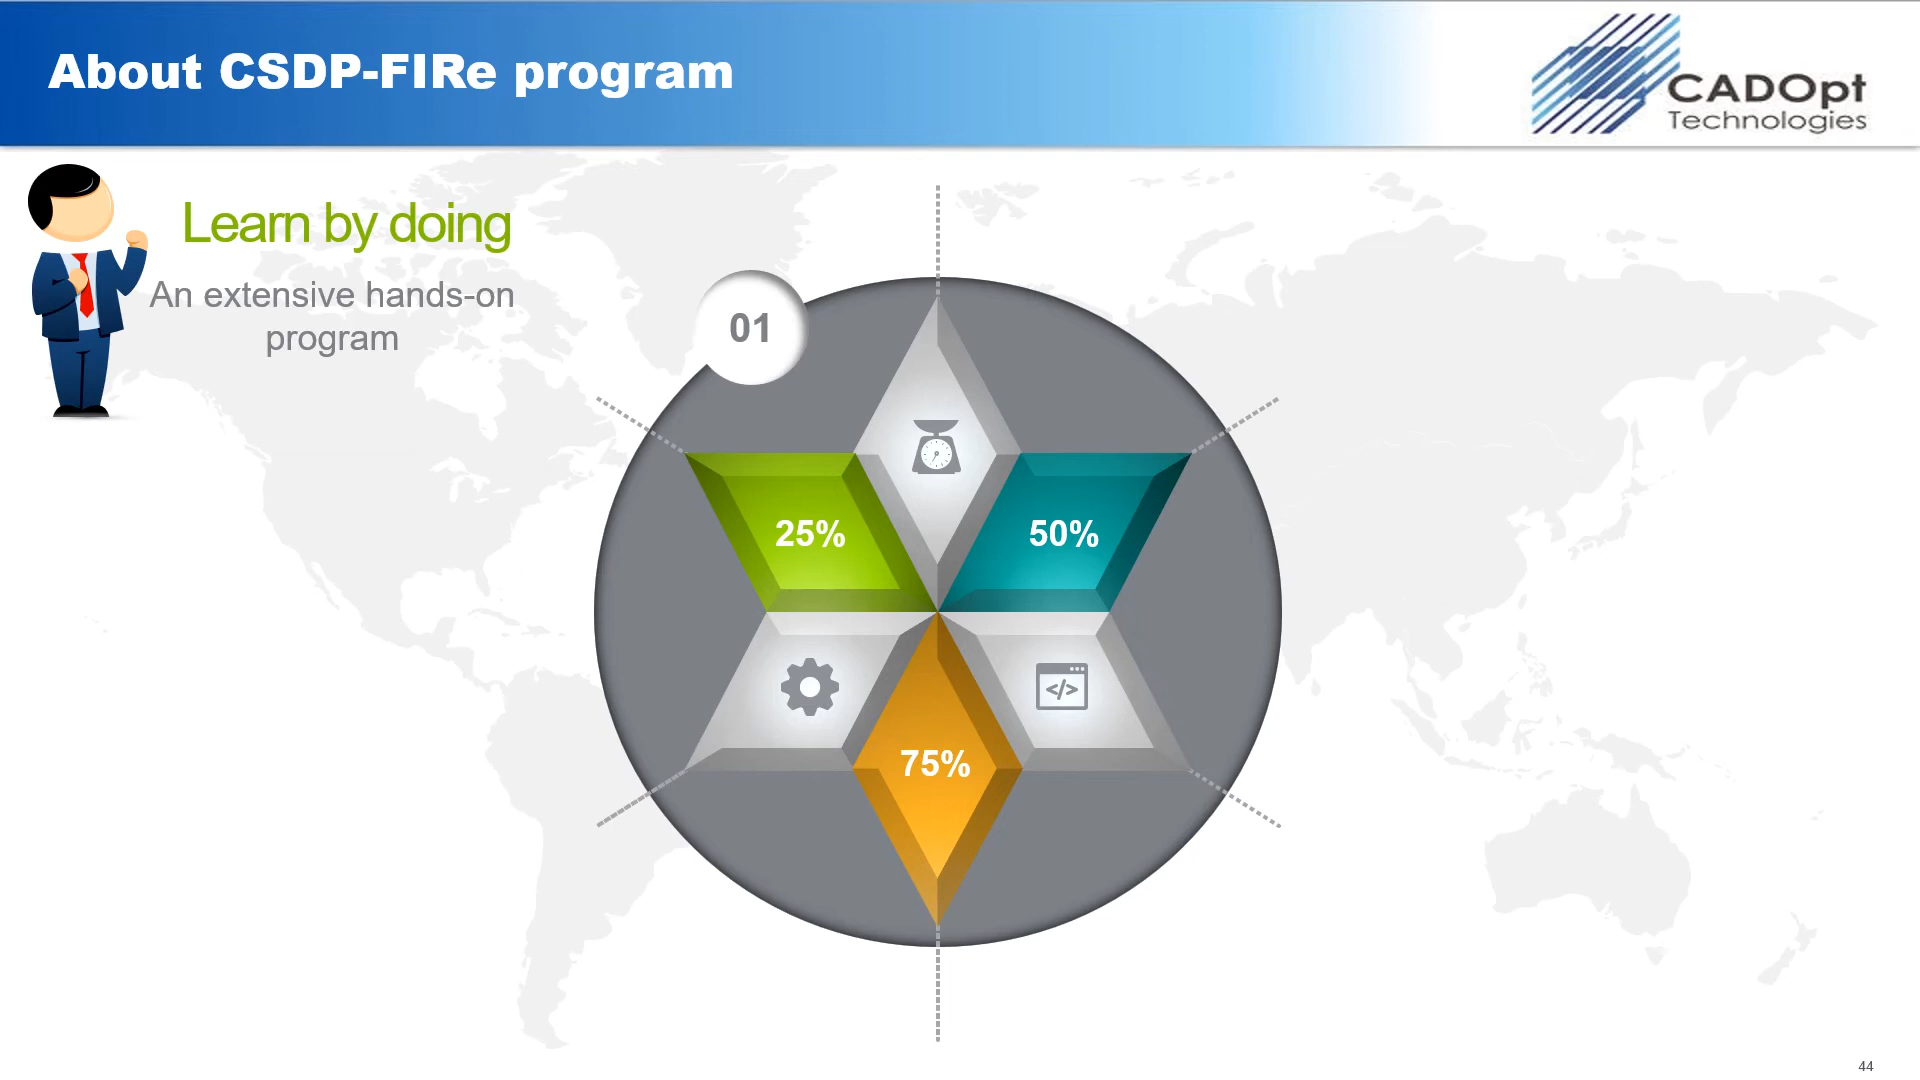 About CSDP-FIRe program
CADOpt
Technologies
Learn by doing
An extensive hands-on
program
01
25%
50%
</>
75%
44